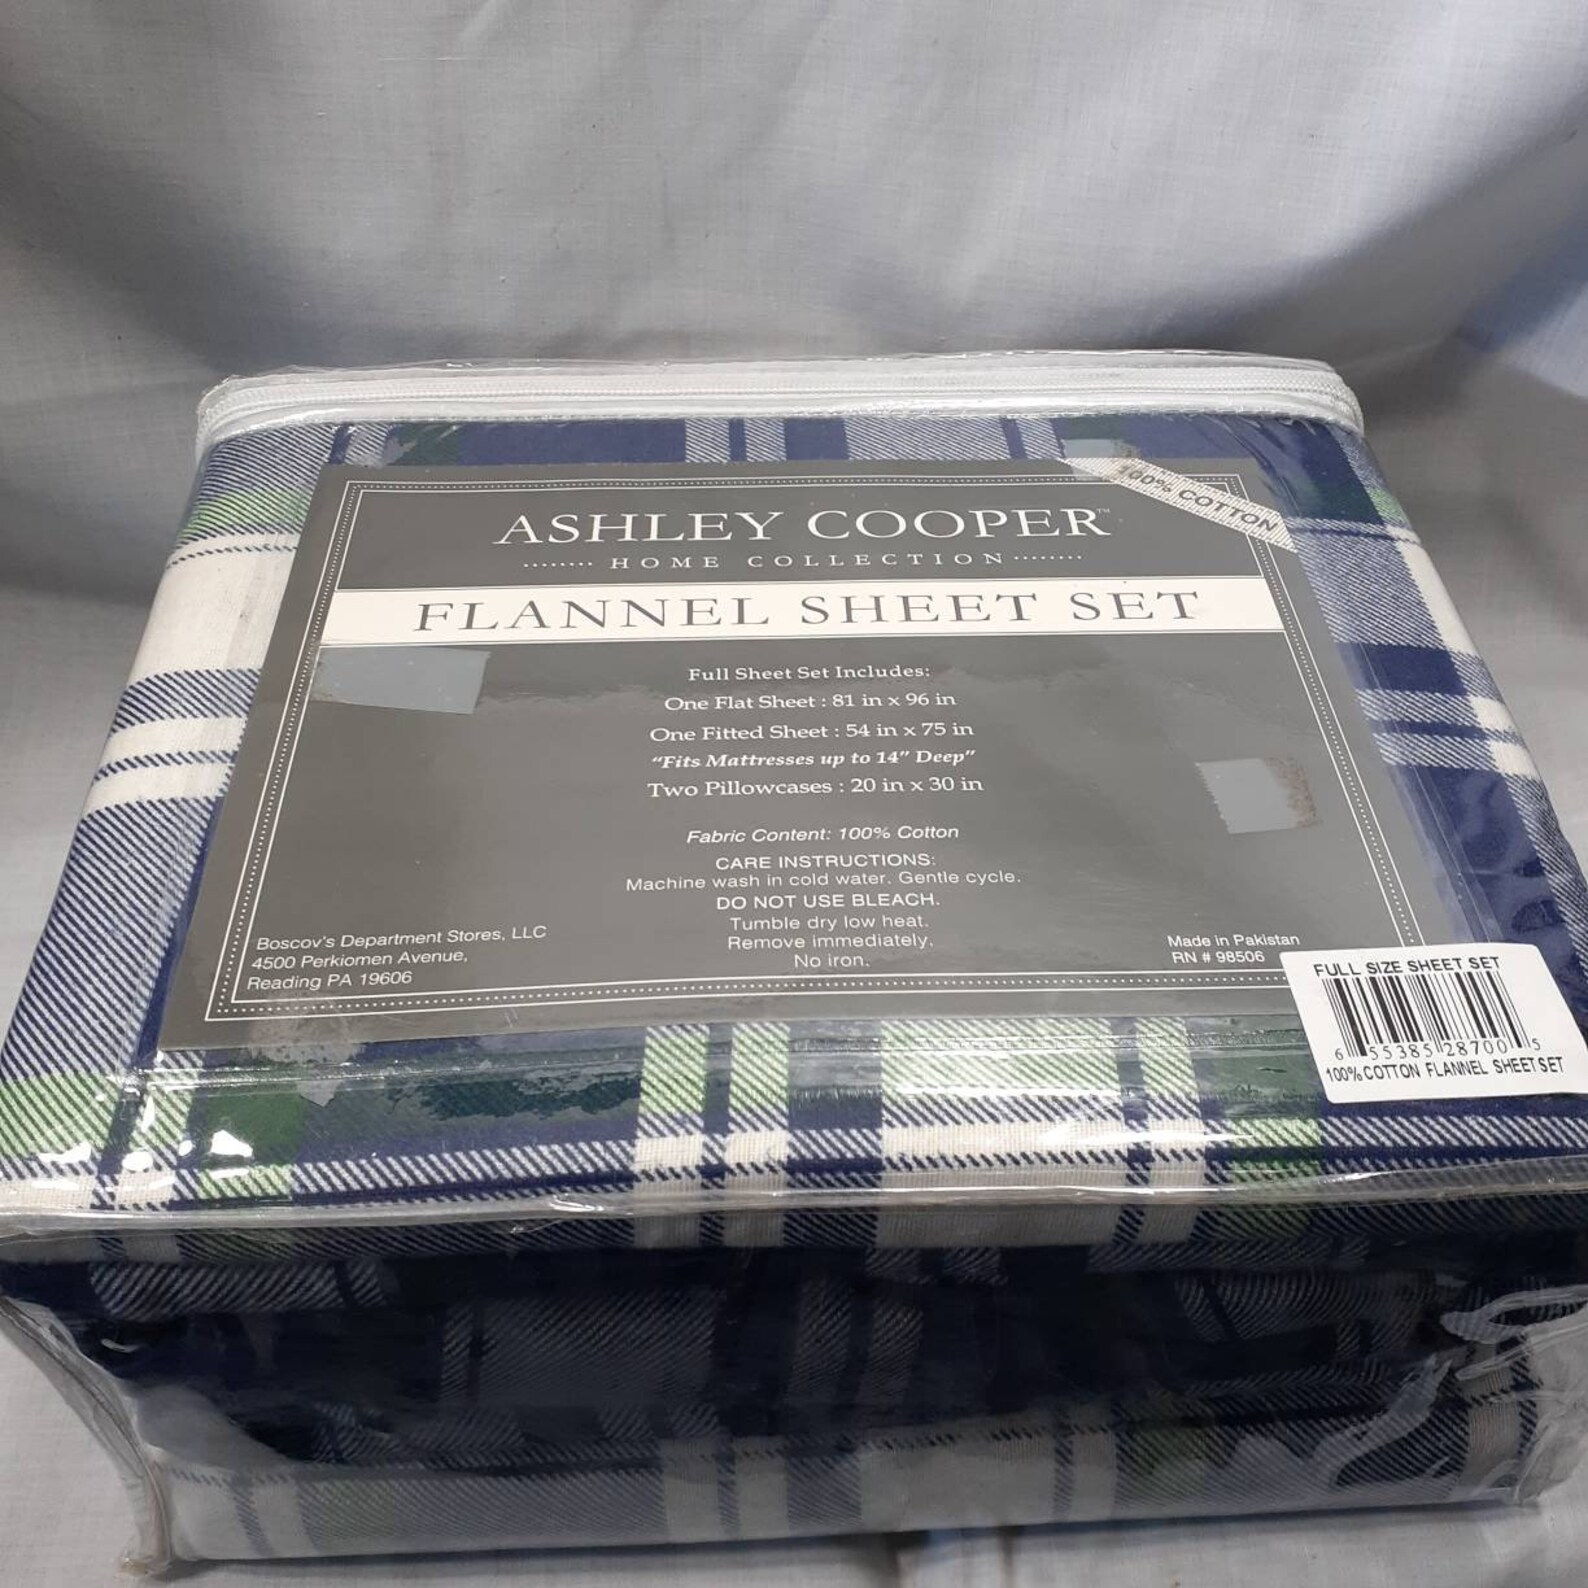 100% COTTON
ASHLEY COOPER™
HOME COLLECTION
FLANNEL SHEET SET
Full Sheet Set Includes:
One Flat Sheet : 81 in x 96 in
One Fitted Sheet : 54 in x 75 in
"Fits Mattresses up to 14" Deep"
Two Pillowcases : 20 in x 30 in
Fabric Content: 100% Cotton
CARE INSTRUCTIONS:
Machine wash in cold water. Gentle cycle.
DO NOT USE BLEACH.
Tumble dry low heat.
Remove immediately.
No iron.
Boscov's Department Stores, LLC
4500 Perkiomen Avenue,
Reading PA 19606
Made in Pakistan
RN # 98506
FULL SIZE SHEET SET
6 55385 28700 5
100% COTTON FLANNEL SHEET SET